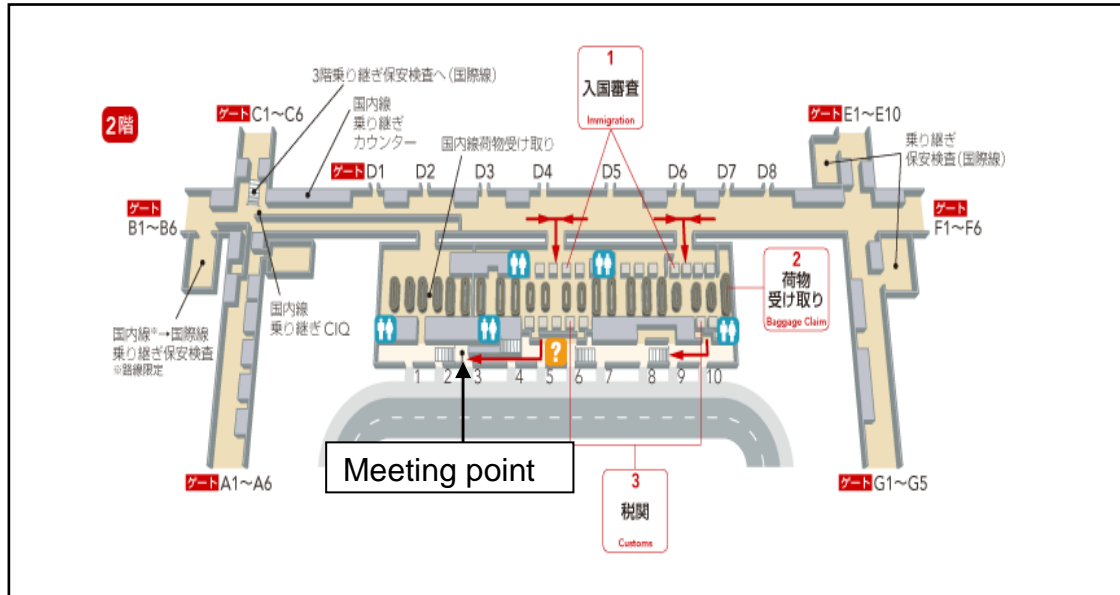 1
入国審査
Immigration
3階乗り継ぎ保安検査へ(国際線)
2階
ゲート C1～C6
国内線
乗り継ぎ
カウンター
国内線荷物受け取り
ゲート E1～E10
乗り継ぎ
保安検査(国際線)
ゲート D1 D2 D3 D4 D5 D6 D7 D8
ゲート
B1～B6
ゲート
F1～F6
2
荷物
受け取り
Baggage Claim
国内線
乗り継ぎ CIQ
国内線※→国際線
乗り継ぎ保安検査
※路線限定
?
1 2 3 4 5 6 7 8 9 10
Meeting point
ゲート A1～A6
3
税関
Customs
ゲート G1～G5